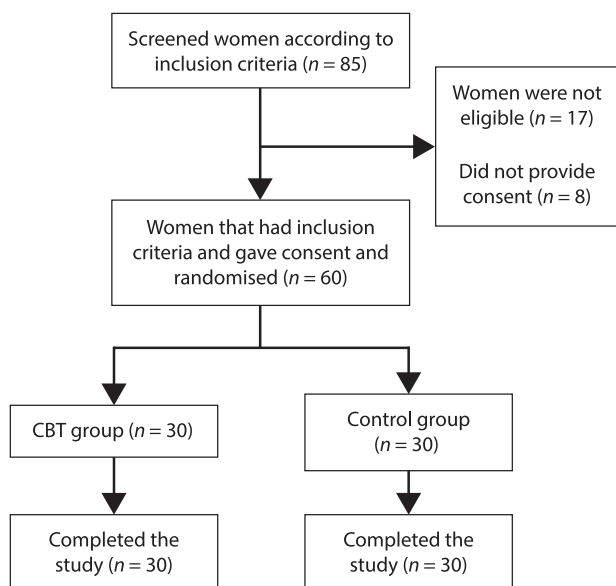 Screened women according to
inclusion criteria (n = 85)
Women were not
eligible (n = 17)
Did not provide
consent (n = 8)
Women that had inclusion
criteria and gave consent and
randomised (n = 60)
CBT group (n = 30)
Control group
(n = 30)
Completed the
study (n = 30)
Completed the
study (n = 30)